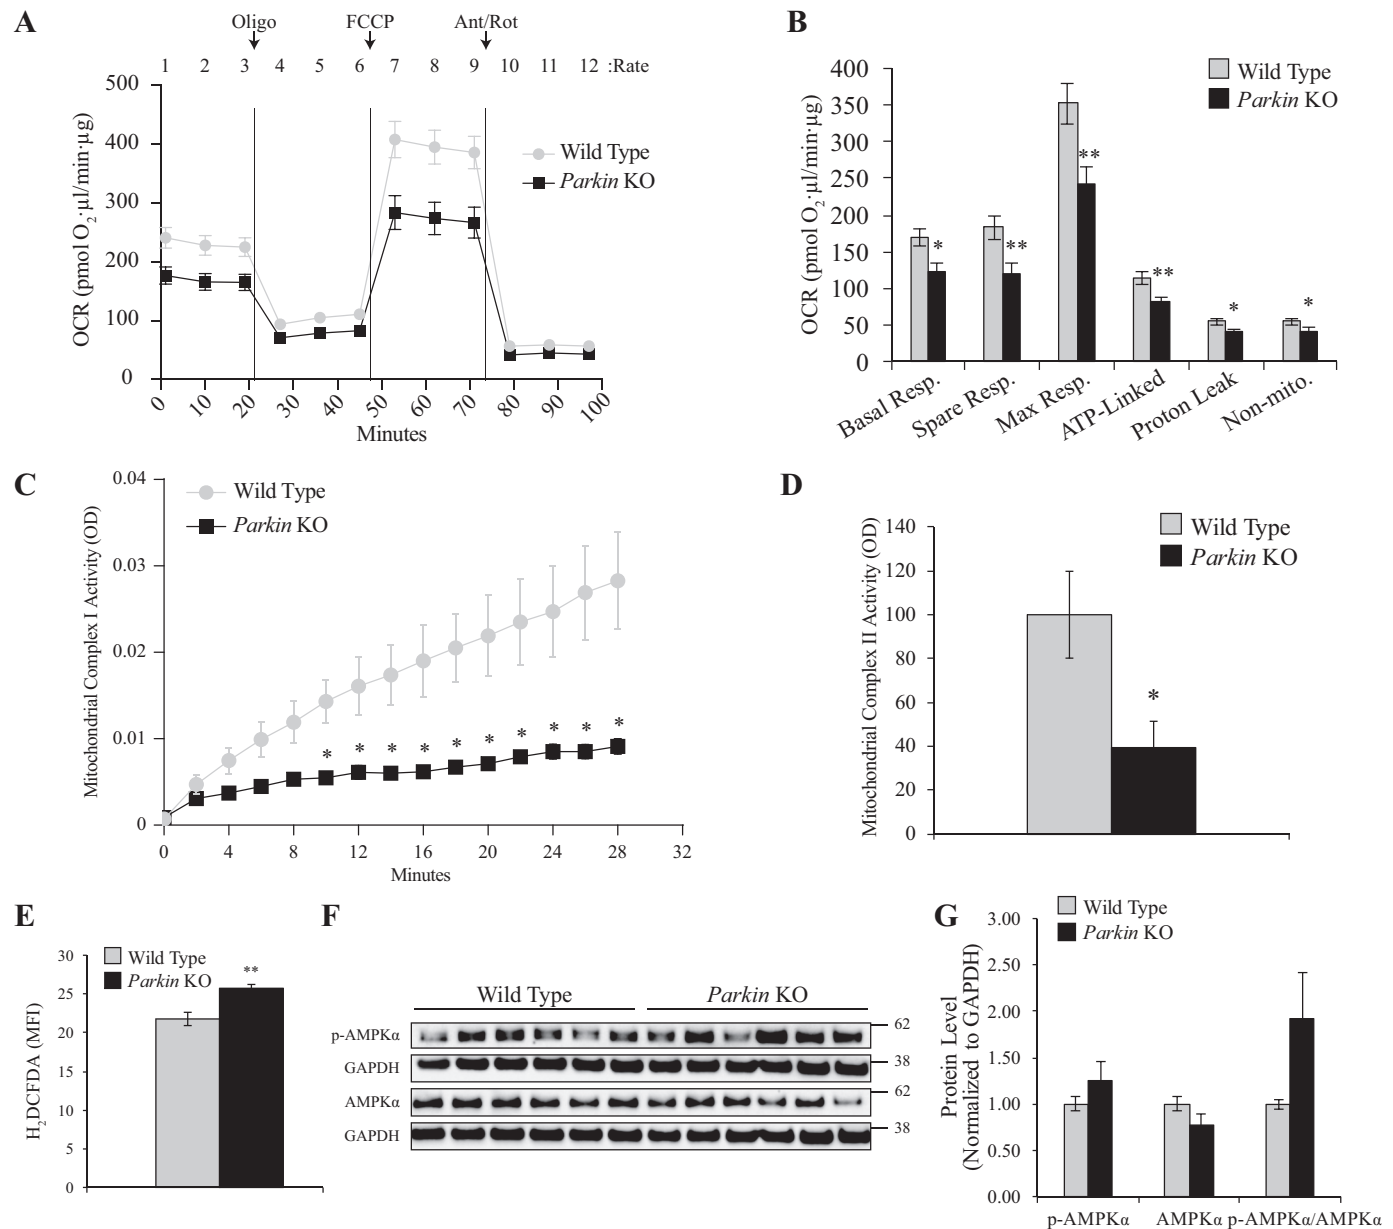 A
Oligo FCCP Ant/Rot
1 2 3 4 5 6 7 8 9 10 11 12 :Rate
OCR (pmol O2·µl/min·µg)
500
400
300
200
100
0
Wild Type
Parkin KO
0 10 20 30 40 50 60 70 80 90 100
Minutes
B
OCR (pmol O2·µl/min·µg)
400
350
300
250
200
150
100
50
0
Wild Type
Parkin KO
* ** ** ** * *
Basal Resp. Spare Resp. Max Resp. ATP-Linked Proton Leak Non-mito.
C
Mitochondrial Complex I Activity (OD)
0.04
0.03
0.02
0.01
0
Wild Type
Parkin KO
* * * * * * * * * *
0 4 8 12 16 20 24 28 32
Minutes
D
Mitochondrial Complex II Activity (OD)
140
120
100
80
60
40
20
0
Wild Type
Parkin KO
*
E
H2DCFDA (MFI)
30
25
20
15
10
5
0
Wild Type
Parkin KO
**
F
Wild Type Parkin KO
p-AMPKα 62
GAPDH 38
AMPKα 62
GAPDH 38
G
Protein Level
(Normalized to GAPDH)
3.00
2.50
2.00
1.50
1.00
0.50
0.00
Wild Type
Parkin KO
p-AMPKα AMPKα p-AMPKα/AMPKα